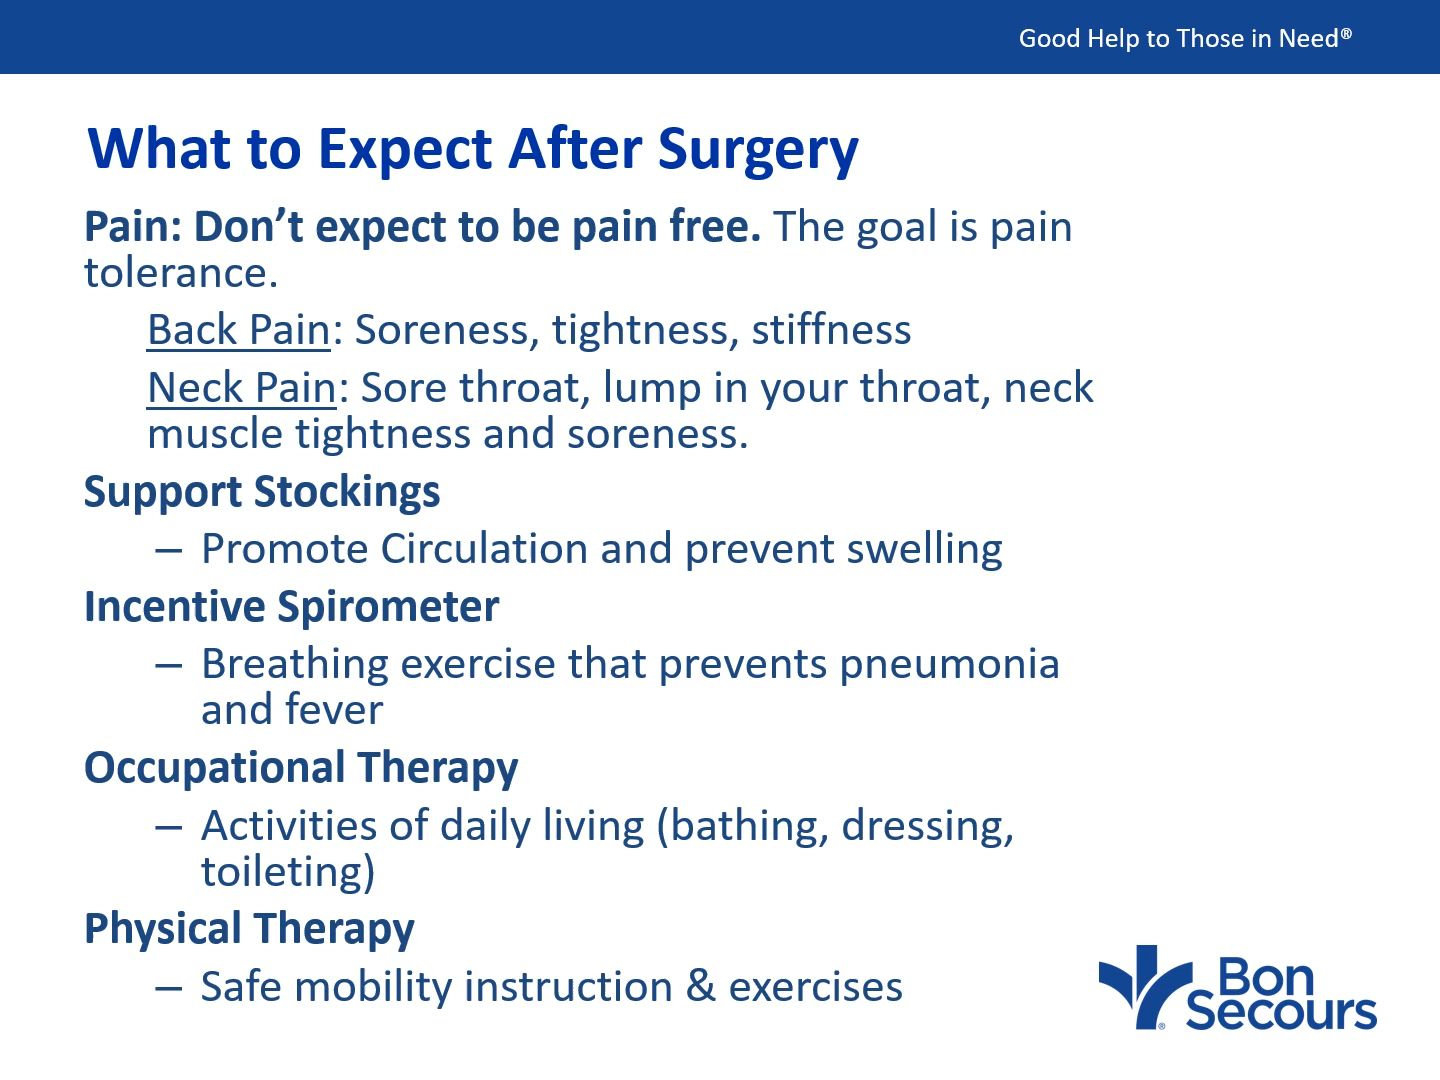 Good Help to Those in Need®
What to Expect After Surgery
Pain: Don’t expect to be pain free. The goal is pain
tolerance.
Back Pain: Soreness, tightness, stiffness
Neck Pain: Sore throat, lump in your throat, neck
muscle tightness and soreness.
Support Stockings
– Promote Circulation and prevent swelling
Incentive Spirometer
– Breathing exercise that prevents pneumonia
and fever
Occupational Therapy
– Activities of daily living (bathing, dressing,
toileting)
Physical Therapy
– Safe mobility instruction & exercises
Bon
Secours
®